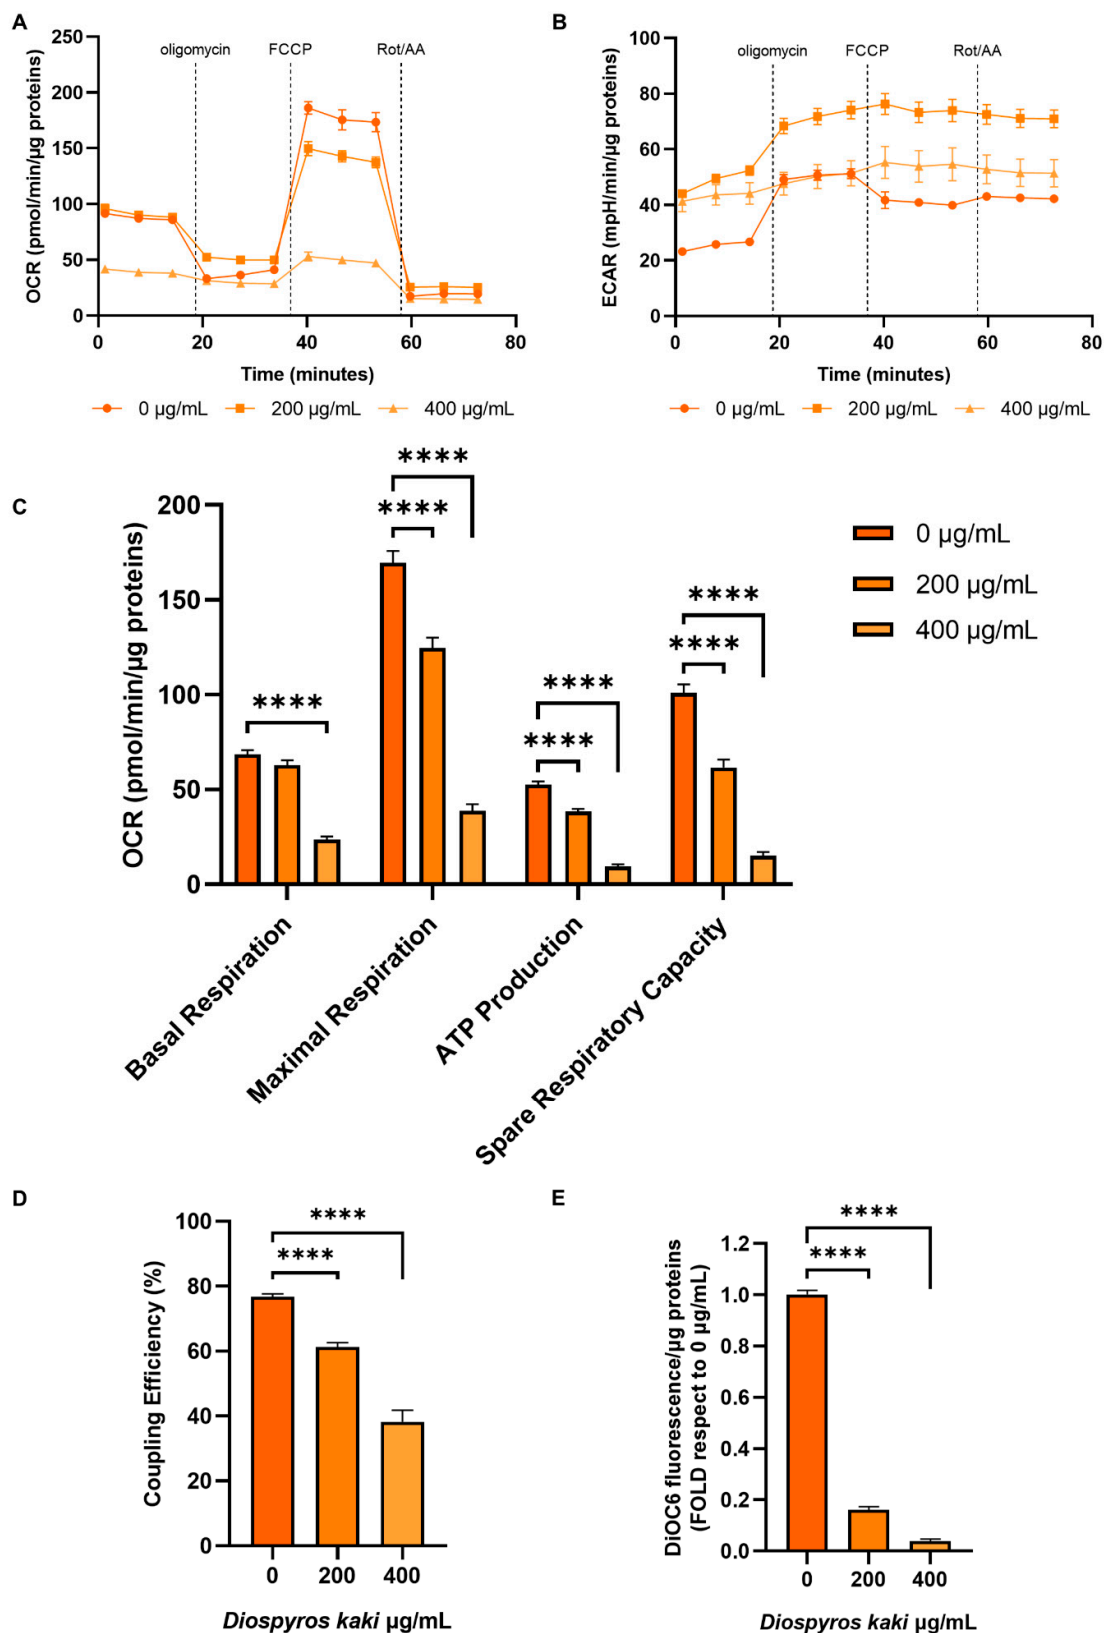 A
OCR (pmol/min/µg proteins)
250
200
150
100
50
0
oligomycin
FCCP
Rot/AA
0 20 40 60 80
Time (minutes)
0 µg/mL 200 µg/mL 400 µg/mL
B
ECAR (mpH/min/µg proteins)
100
80
60
40
20
0
oligomycin
FCCP
Rot/AA
0 20 40 60 80
Time (minutes)
0 µg/mL 200 µg/mL 400 µg/mL
C
OCR (pmol/min/µg proteins)
200
150
100
50
0
****
****
****
****
****
****
****
Basal Respiration
Maximal Respiration
ATP Production
Spare Respiratory Capacity
0 µg/mL
200 µg/mL
400 µg/mL
D
Coupling Efficiency (%)
100
80
60
40
20
0
****
****
0 200 400
Diospyros kaki µg/mL
E
DiOC6 fluorescence/µg proteins
(FOLD respect to 0 µg/mL)
1.2
1.0
0.8
0.6
0.4
0.2
0.0
****
****
0 200 400
Diospyros kaki µg/mL